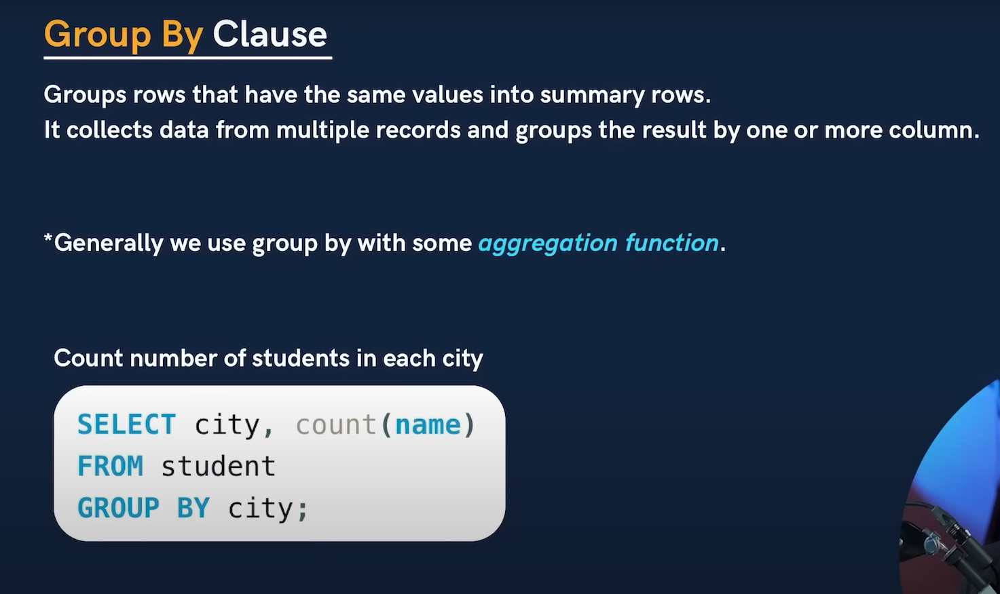 Group By Clause
Groups rows that have the same values into summary rows.
It collects data from multiple records and groups the result by one or more column.
*Generally we use group by with some aggregation function.
Count number of students in each city
SELECT city, count(name)
FROM student
GROUP BY city;